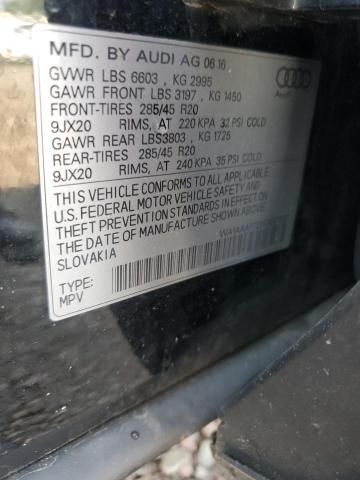 MFD. BY AUDI AG 06 16
GVWR LBS 6603 , KG 2995
GAWR FRONT LBS 3197 , KG 1450
FRONT-TIRES 285/45 R20
9JX20 RIMS, AT 220 KPA 32 PSI COLD
GAWR REAR LBS3803 , KG 1725
REAR-TIRES 285/45 R20
9JX20 RIMS, AT 240 KPA 35 PSI COLD
THIS VEHICLE CONFORMS TO ALL APPLICABLE
U.S. FEDERAL MOTOR VEHICLE SAFETY AND
THEFT PREVENTION STANDARDS IN EFFECT ON
THE DATE OF MANUFACTURE SHOWN ABOVE.
SLOVAKIA
TYPE:
MPV
Audi